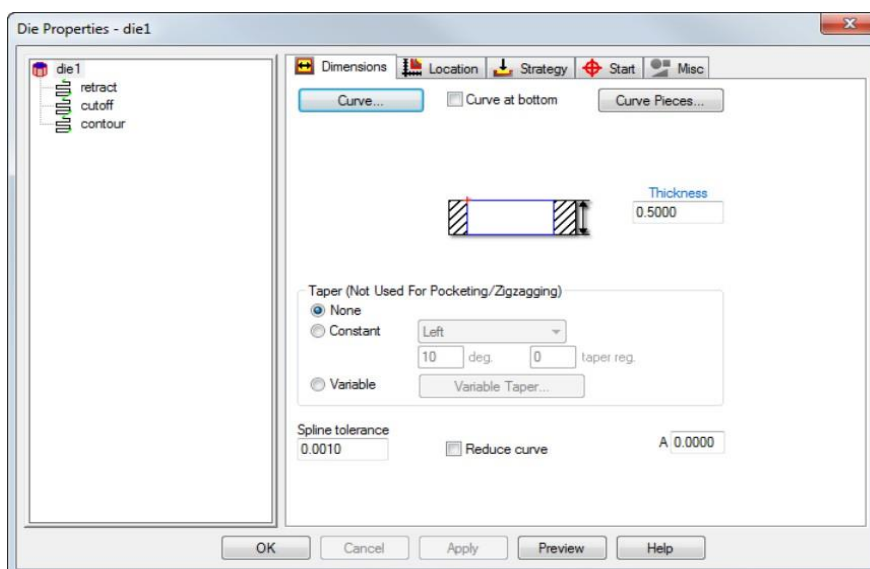 Die Properties - die1
die1
retract
cutoff
contour
Dimensions Location Strategy Start Misc
Curve... Curve at bottom Curve Pieces...
Thickness
0.5000
Taper (Not Used For Pocketing/Zigzagging)
None
Constant Left
10 deg. 0 taper reg.
Variable Variable Taper...
Spline tolerance
0.0010 Reduce curve A 0.0000
OK Cancel Apply Preview Help